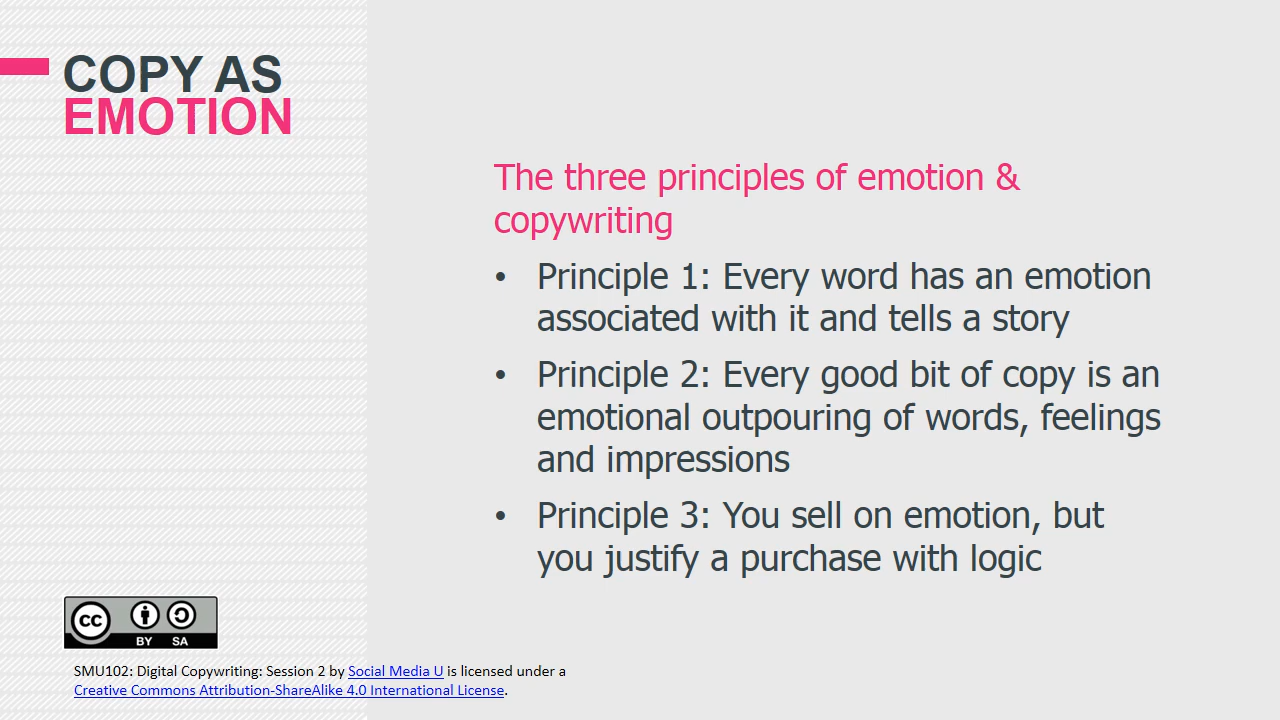 COPY AS
EMOTION
The three principles of emotion &
copywriting
• Principle 1: Every word has an emotion
associated with it and tells a story
• Principle 2: Every good bit of copy is an
emotional outpouring of words, feelings
and impressions
• Principle 3: You sell on emotion, but
you justify a purchase with logic
cc
BY SA
SMU102: Digital Copywriting: Session 2 by Social Media U is licensed under a
Creative Commons Attribution-ShareAlike 4.0 International License.